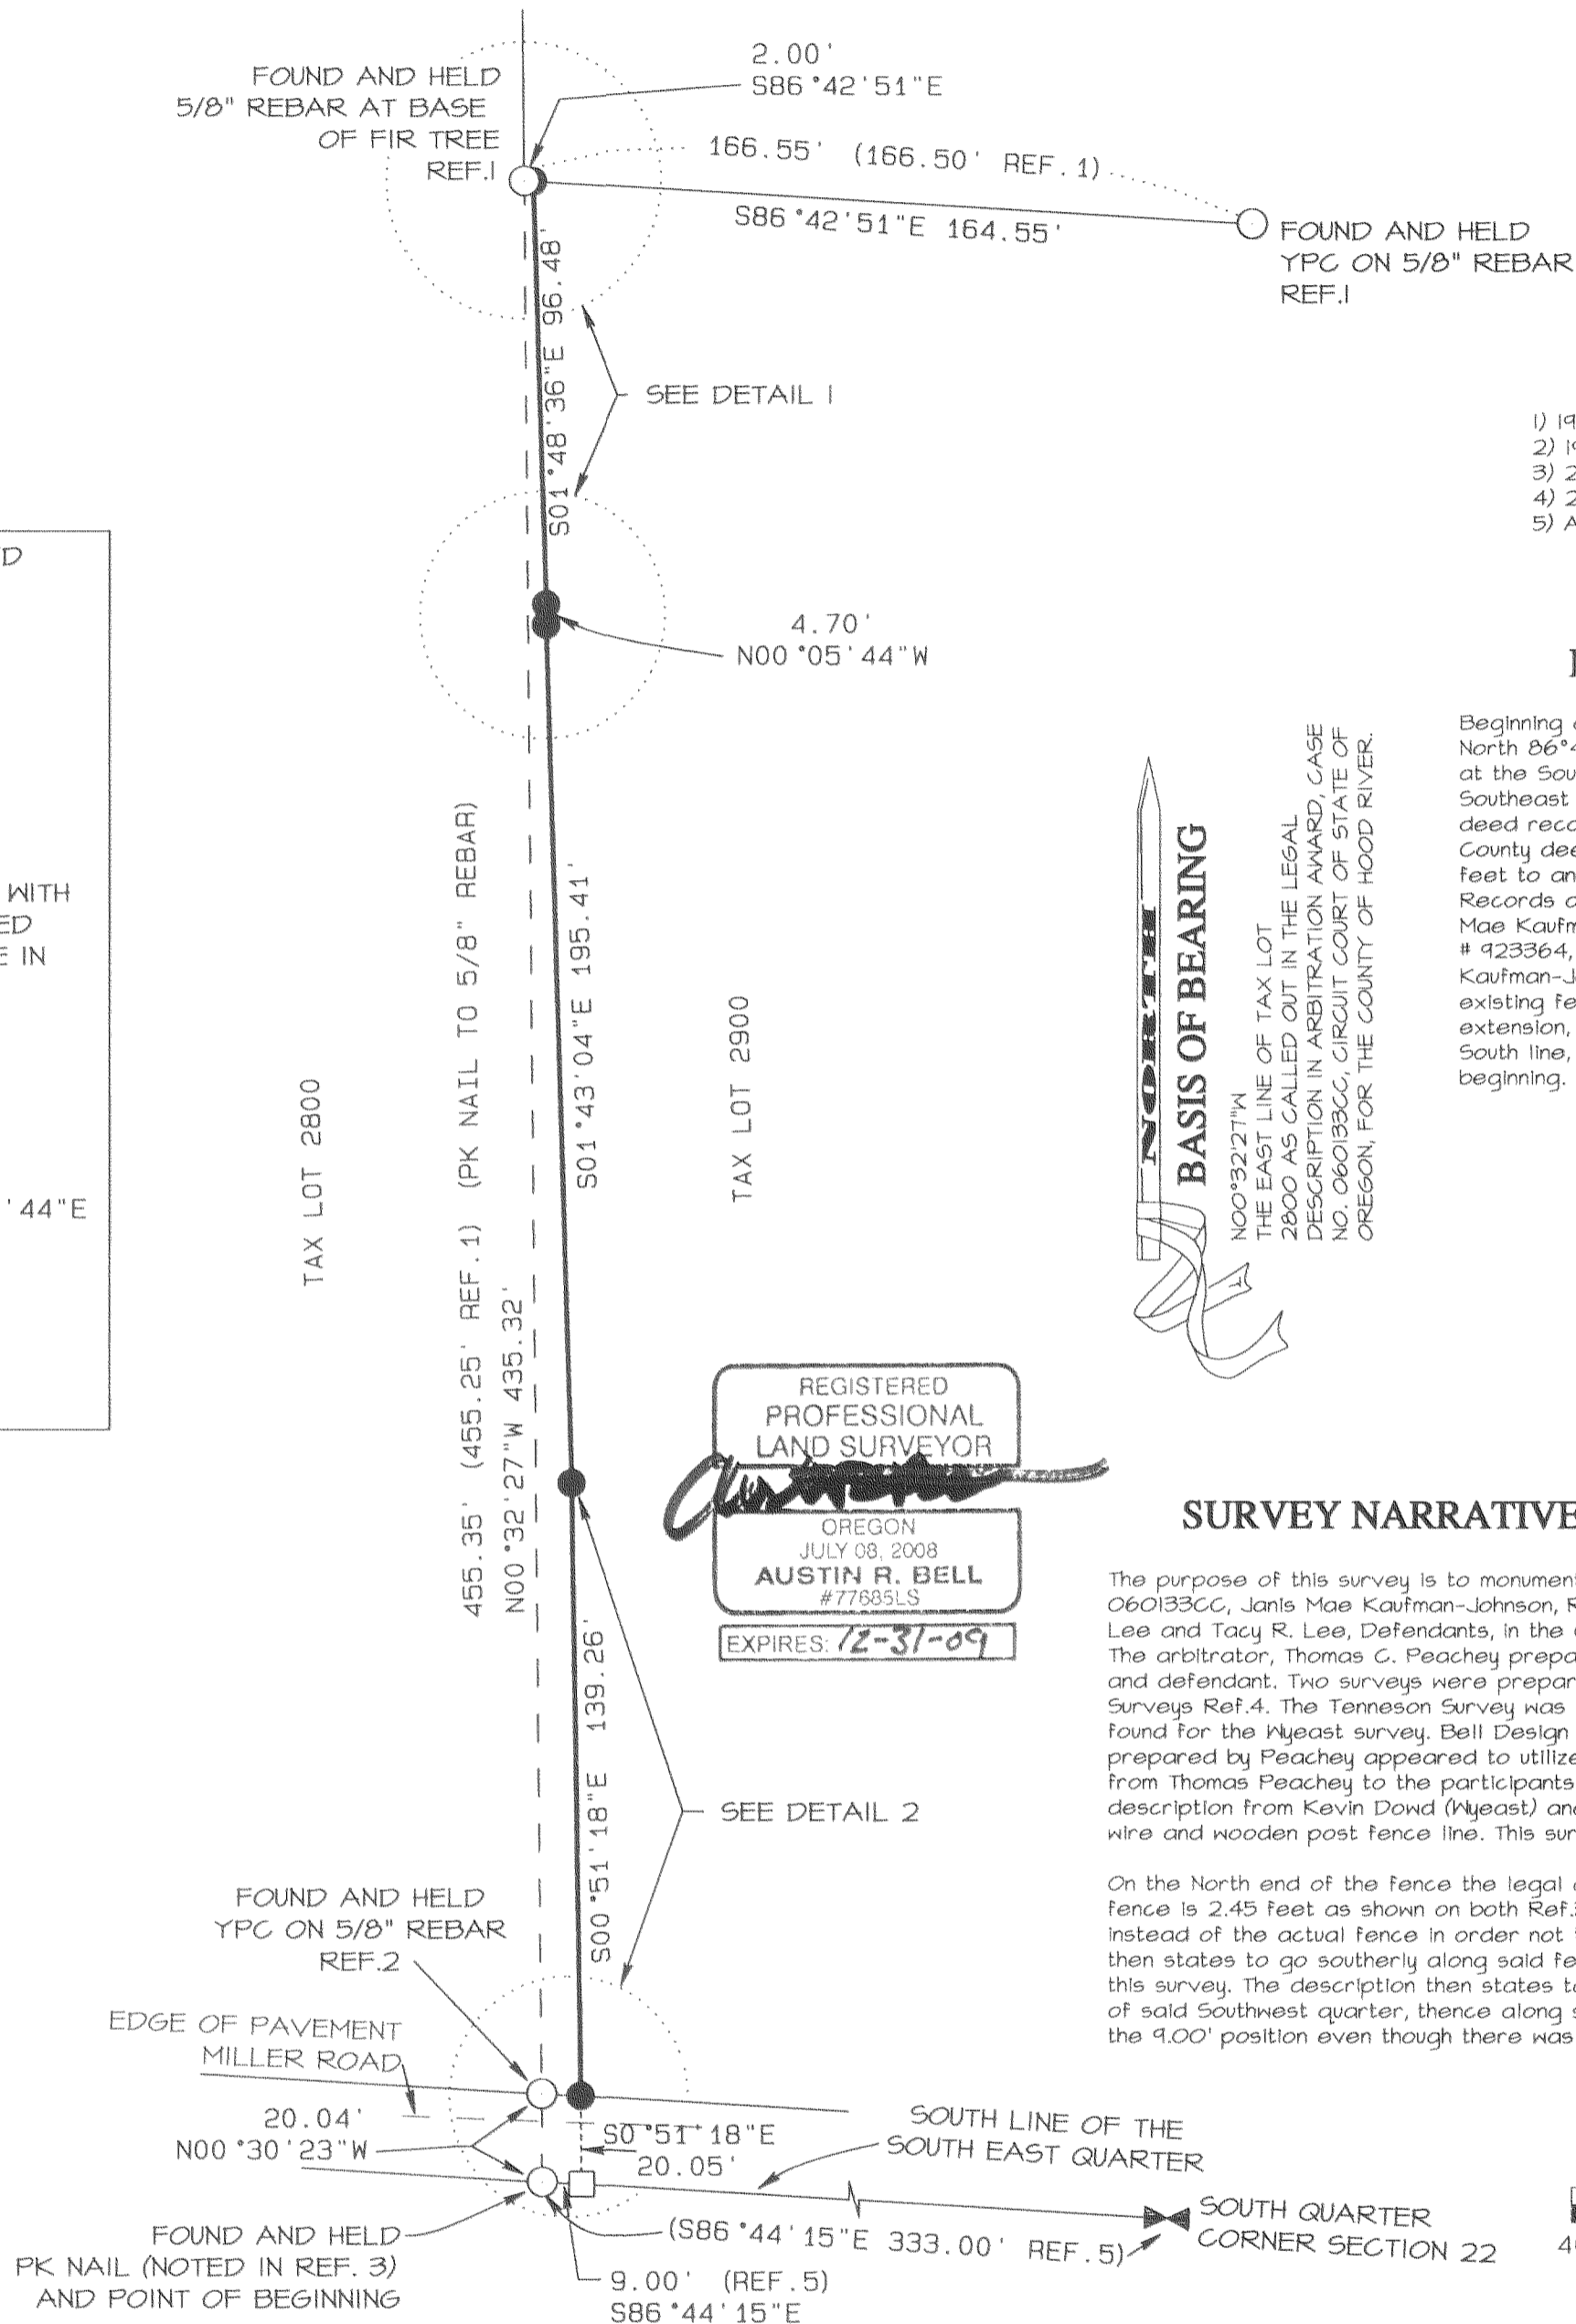 2.00'
S86°42'51"E
FOUND AND HELD
5/8" REBAR AT BASE
OF FIR TREE
REF.1
166.55' (166.50' REF. 1)
S86°42'51"E 164.55'
FOUND AND HELD
YPC ON 5/8" REBAR
REF.1
S01°48'36"E 96.48'
SEE DETAIL 1
1) 19
2) 19
3) 2
4) 2
5) A
D
4.70'
N00°05'44"W
Beginning
North 86°4
at the Sou
Southeast
deed reco
County dee
feet to an
Records
Mae Kaufm
# 923364,
Kaufman-J
existing fe
extension,
South line,
beginning.
NORTH
BASIS OF BEARING
N00°32'27"W
THE EAST LINE OF TAX LOT
2800 AS CALLED OUT IN THE LEGAL
DESCRIPTION IN ARBITRATION AWARD, CASE
NO. 060133CC, CIRCUIT COURT OF STATE OF
OREGON, FOR THE COUNTY OF HOOD RIVER.
WITH
ED
E IN
'44"E
TAX LOT 2800
455.35' (455.25' REF.1) (PK NAIL TO 5/8" REBAR)
N00°32'27"W 435.32'
S01°43'04"E 195.41'
TAX LOT 2900
REGISTERED
PROFESSIONAL
LAND SURVEYOR
OREGON
JULY 08, 2008
AUSTIN R. BELL
#77685LS
EXPIRES: 12-31-09
SURVEY NARRATIVE
The purpose of this survey is to monument
060133CC, Janis Mae Kaufman-Johnson, R
Lee and Tacy R. Lee, Defendants, in the
The arbitrator, Thomas C. Peachey prepa
and defendant. Two surveys were prepar
Surveys Ref.4. The Tenneson Survey was
found for the Wyeast survey. Bell Design
prepared by Peachey appeared to utilize
from Thomas Peachey to the participants
description from Kevin Dowd (Wyeast) and
wire and wooden post fence line. This sur
On the North end of the fence the legal
fence is 2.45 feet as shown on both Ref.
instead of the actual fence in order not
then states to go southerly along said fe
this survey. The description then states to
of said Southwest quarter, thence along s
the 9.00' position even though there was
S00°51'18"E 139.26'
SEE DETAIL 2
FOUND AND HELD
YPC ON 5/8" REBAR
REF.2
EDGE OF PAVEMENT
MILLER ROAD
20.04'
N00°30'23"W
S0°51'18"E
20.05'
SOUTH LINE OF THE
SOUTH EAST QUARTER
(S86°44'15"E 333.00' REF.5)
SOUTH QUARTER
CORNER SECTION 22
FOUND AND HELD
PK NAIL (NOTED IN REF. 3)
AND POINT OF BEGINNING
9.00' (REF.5)
S86°44'15"E